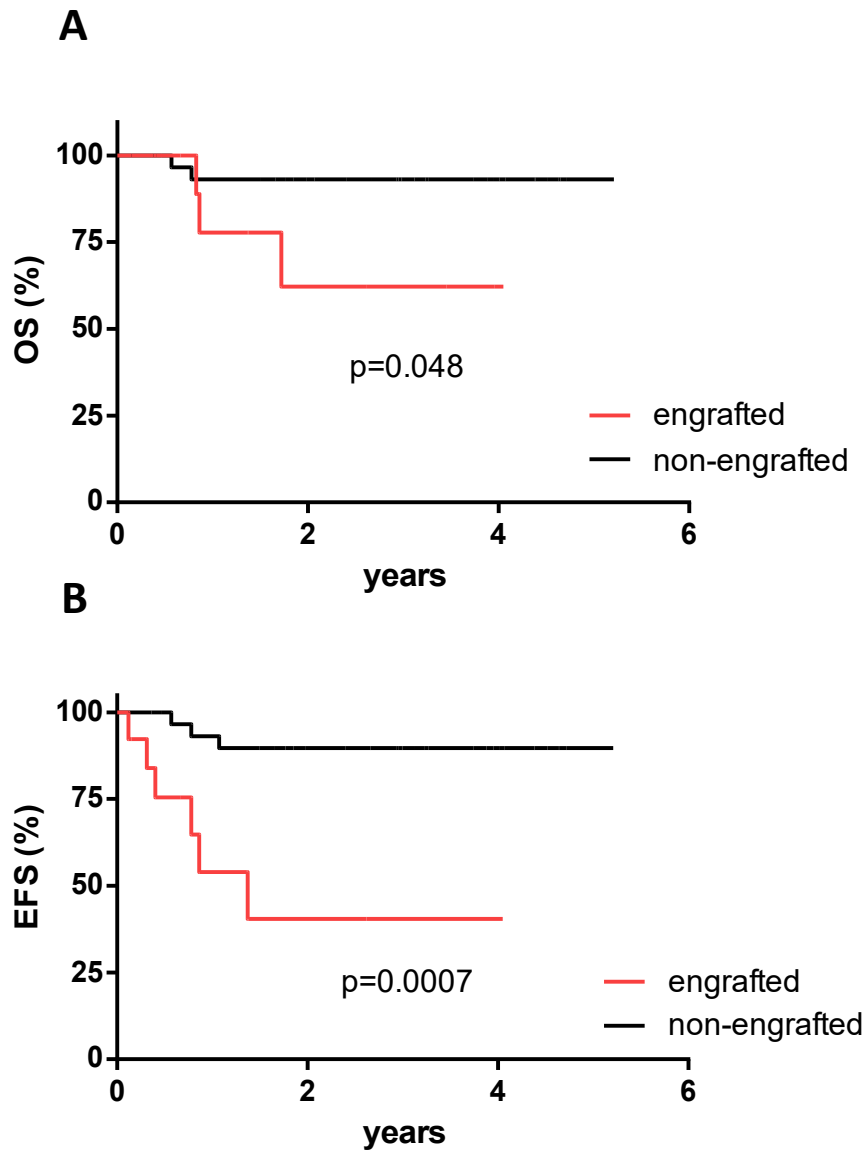 A
100
75
50
25
0
OS (%)
p=0.048
engrafted
non-engrafted
0 2 4 6
years
B
100
75
50
25
0
EFS (%)
p=0.0007
engrafted
non-engrafted
0 2 4 6
years